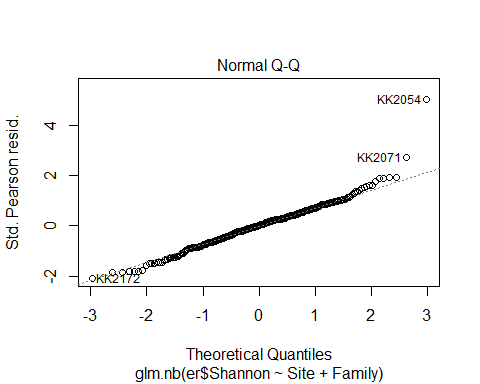 Normal Q-Q
Std. Pearson resid.
4
2
0
-2
KK2054
KK2071
KK2172
-3 -2 -1 0 1 2 3
Theoretical Quantiles
glm.nb(er$Shannon ~ Site + Family)